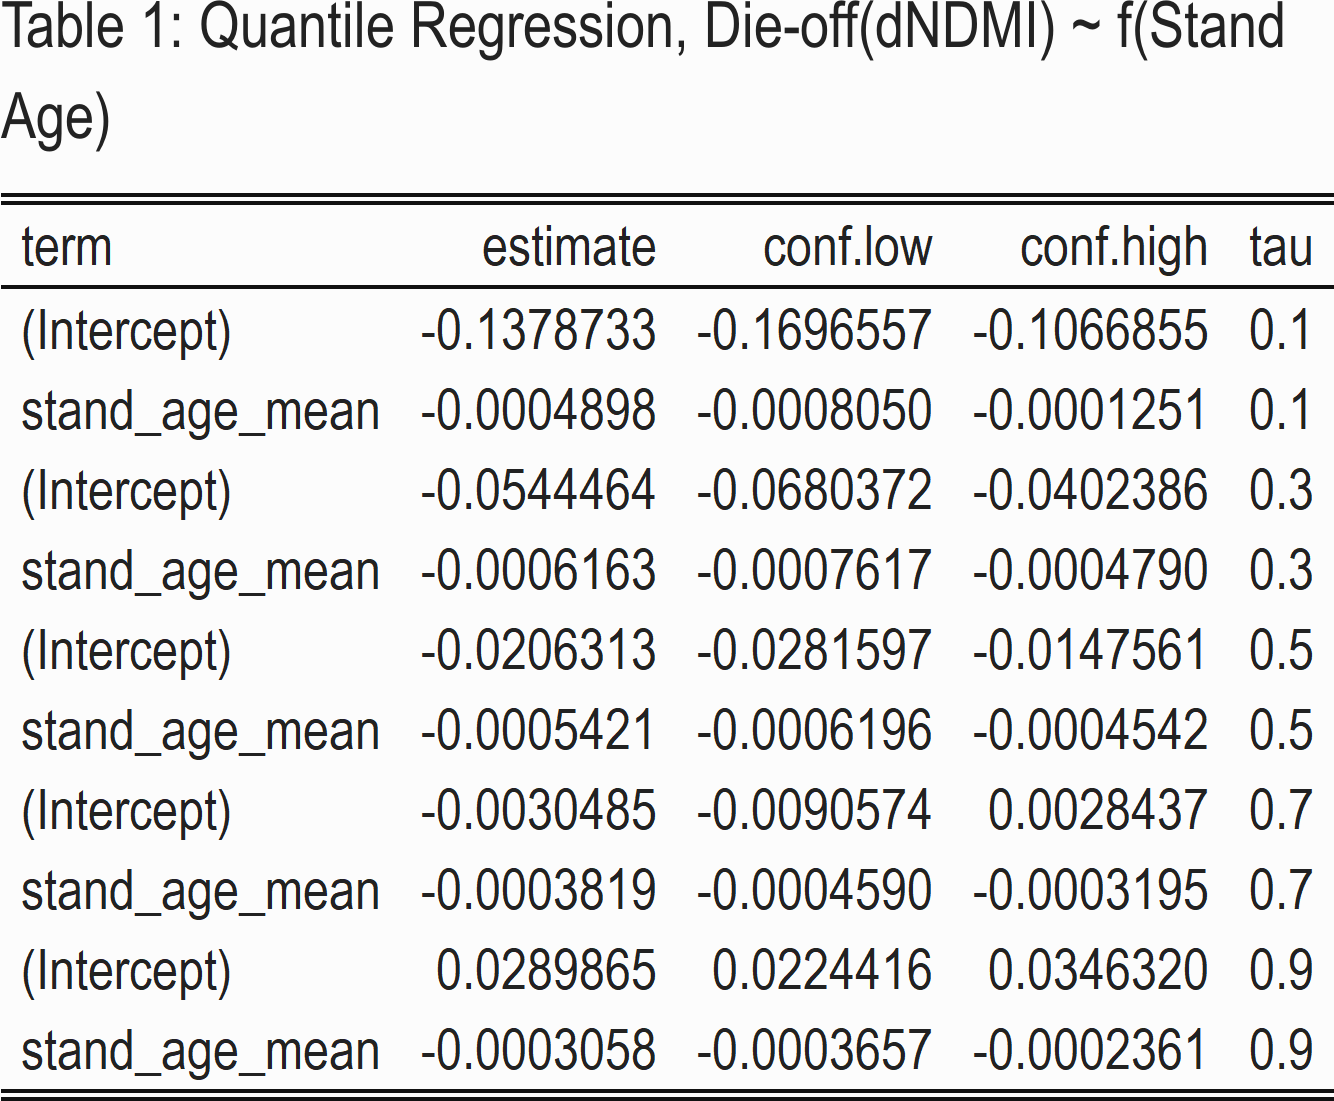 Table 1: Quantile Regression, Die-off(dNDMI) ~ f(Stand
Age)
term estimate conf.low conf.high tau
(Intercept) -0.1378733 -0.1696557 -0.1066855 0.1
stand_age_mean -0.0004898 -0.0008050 -0.0001251 0.1
(Intercept) -0.0544464 -0.0680372 -0.0402386 0.3
stand_age_mean -0.0006163 -0.0007617 -0.0004790 0.3
(Intercept) -0.0206313 -0.0281597 -0.0147561 0.5
stand_age_mean -0.0005421 -0.0006196 -0.0004542 0.5
(Intercept) -0.0030485 -0.0090574 0.0028437 0.7
stand_age_mean -0.0003819 -0.0004590 -0.0003195 0.7
(Intercept) 0.0289865 0.0224416 0.0346320 0.9
stand_age_mean -0.0003058 -0.0003657 -0.0002361 0.9